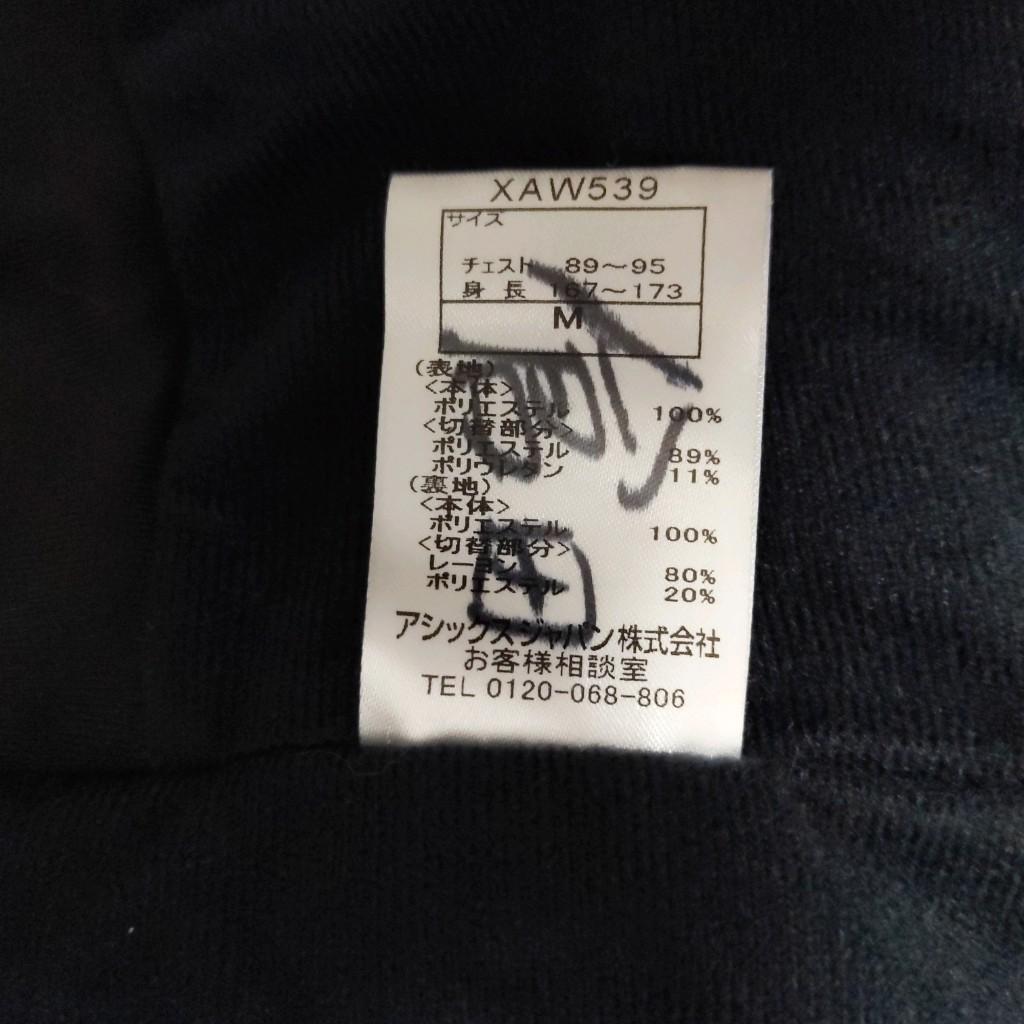 XAW539
サイズ
チェスト 89～95
身長 167～173
M
(表地)
<本体>
ポリエステル 100%
<切替部分>
ポリエステル 89%
ポリウレタン 11%
(裏地)
<本体>
ポリエステル 100%
<切替部分>
レーヨン 80%
ポリエステル 20%
アシックスジャパン株式会社
お客様相談室
TEL 0120-068-806